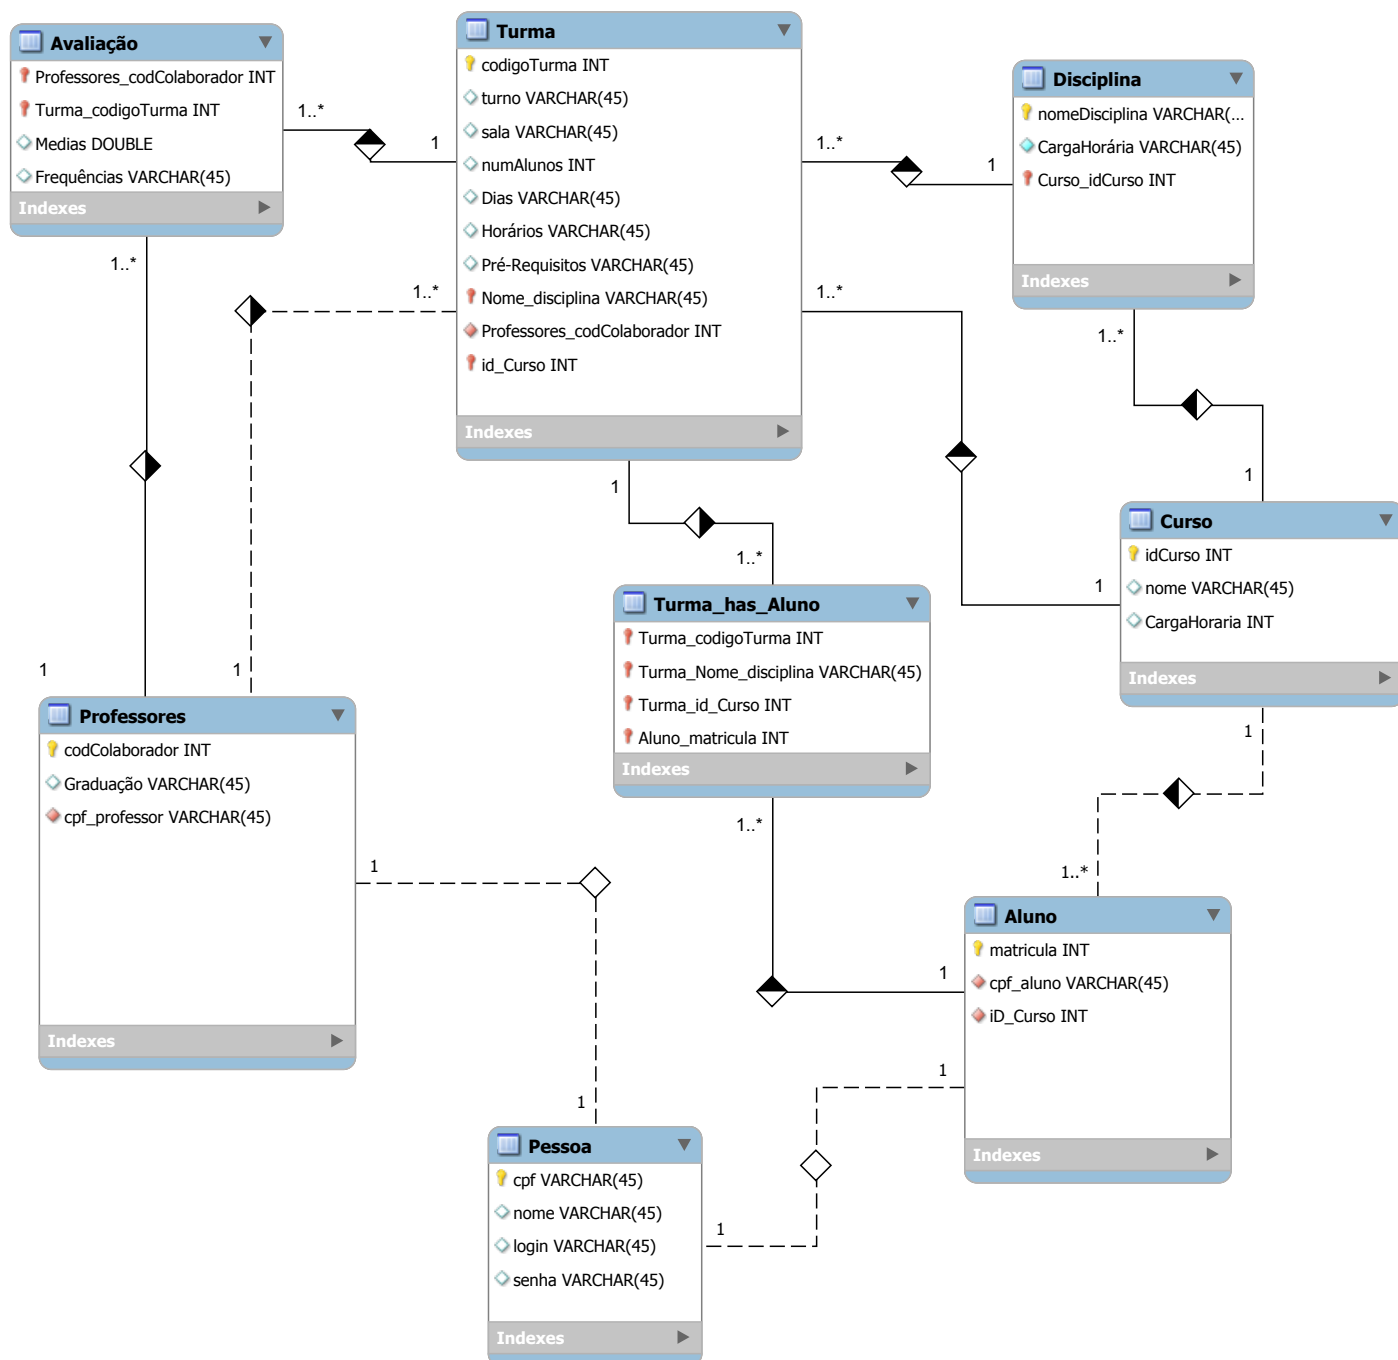 Avaliação
Professores_codColaborador INT
Turma_codigoTurma INT
Medias DOUBLE
Frequências VARCHAR(45)
Indexes
Turma
codigoTurma INT
turno VARCHAR(45)
sala VARCHAR(45)
numAlunos INT
Dias VARCHAR(45)
Horários VARCHAR(45)
Pré-Requisitos VARCHAR(45)
Nome_disciplina VARCHAR(45)
Professores_codColaborador INT
id_Curso INT
Indexes
Disciplina
nomeDisciplina VARCHAR(...
CargaHorária VARCHAR(45)
Curso_idCurso INT
Indexes
1..*
1
1..*
1
1..*
1..*
1..*
1..*
1
1..*
1
1
1
1
Curso
idCurso INT
nome VARCHAR(45)
CargaHoraria INT
Indexes
Turma_has_Aluno
Turma_codigoTurma INT
Turma_Nome_disciplina VARCHAR(45)
Turma_id_Curso INT
Aluno_matricula INT
Indexes
Professores
codColaborador INT
Graduação VARCHAR(45)
cpf_professor VARCHAR(45)
Indexes
1
1..*
1
1..*
1
1
1
1
Aluno
matricula INT
cpf_aluno VARCHAR(45)
iD_Curso INT
Indexes
Pessoa
cpf VARCHAR(45)
nome VARCHAR(45)
login VARCHAR(45)
senha VARCHAR(45)
Indexes